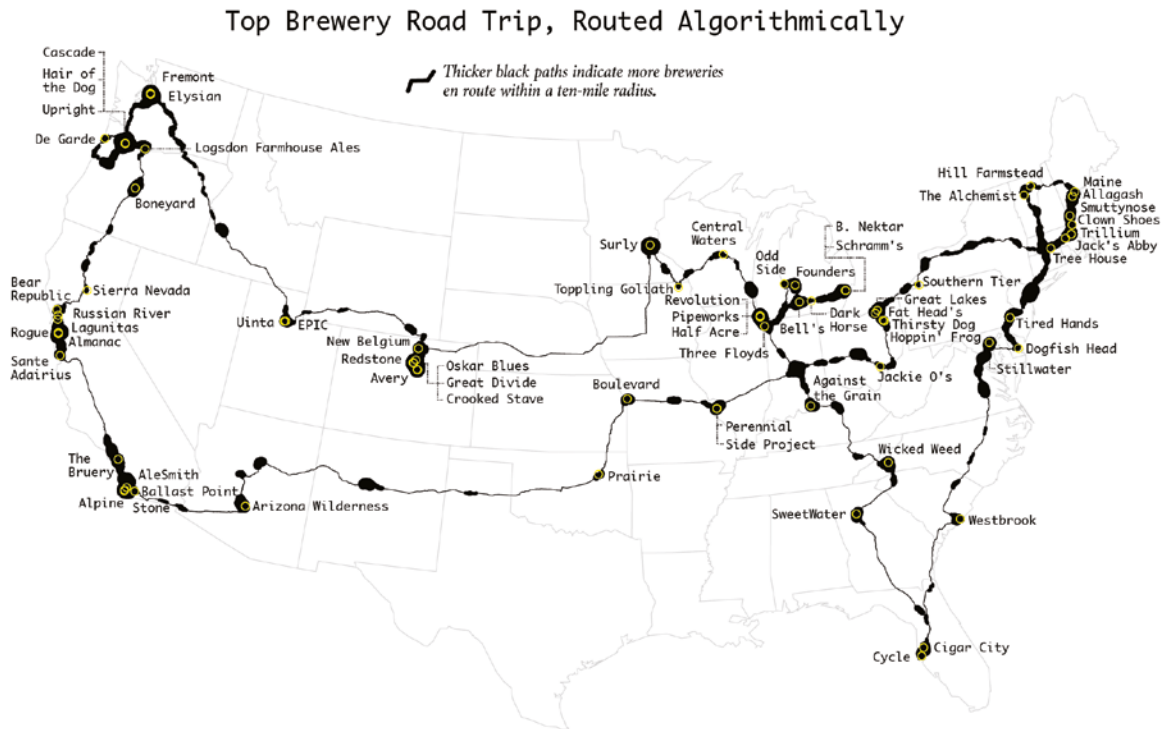 Top Brewery Road Trip, Routed Algorithmically
Thicker black paths indicate more breweries
en route within a ten-mile radius.
Cascade
Hair of
the Dog
Upright
De Garde
Fremont
Elysian
Logsdon Farmhouse Ales
Boneyard
Bear
Republic
Sierra Nevada
Russian River
Lagunitas
Rogue
Almanac
Sante
Adairius
The
Bruery
AleSmith
Ballast Point
Alpine
Stone
Arizona Wilderness
Uinta
EPIC
New Belgium
Redstone
Avery
Oskar Blues
Great Divide
Crooked Stave
Surly
Toppling Goliath
Central
Waters
Odd
Side
Founders
B. Nektar
Schramm's
Revolution
Pipeworks
Half Acre
Three Floyds
Bell's
Dark
Horse
Boulevard
Perennial
Side Project
Prairie
Against
the Grain
Jackie O's
Great Lakes
Fat Head's
Thirsty Dog
Hoppin' Frog
Southern Tier
Hill Farmstead
The Alchemist
Maine
Allagash
Smuttynose
Clown Shoes
Trillium
Jack's Abby
Tree House
Tired Hands
Dogfish Head
Stillwater
Wicked Weed
SweetWater
Westbrook
Cigar City
Cycle